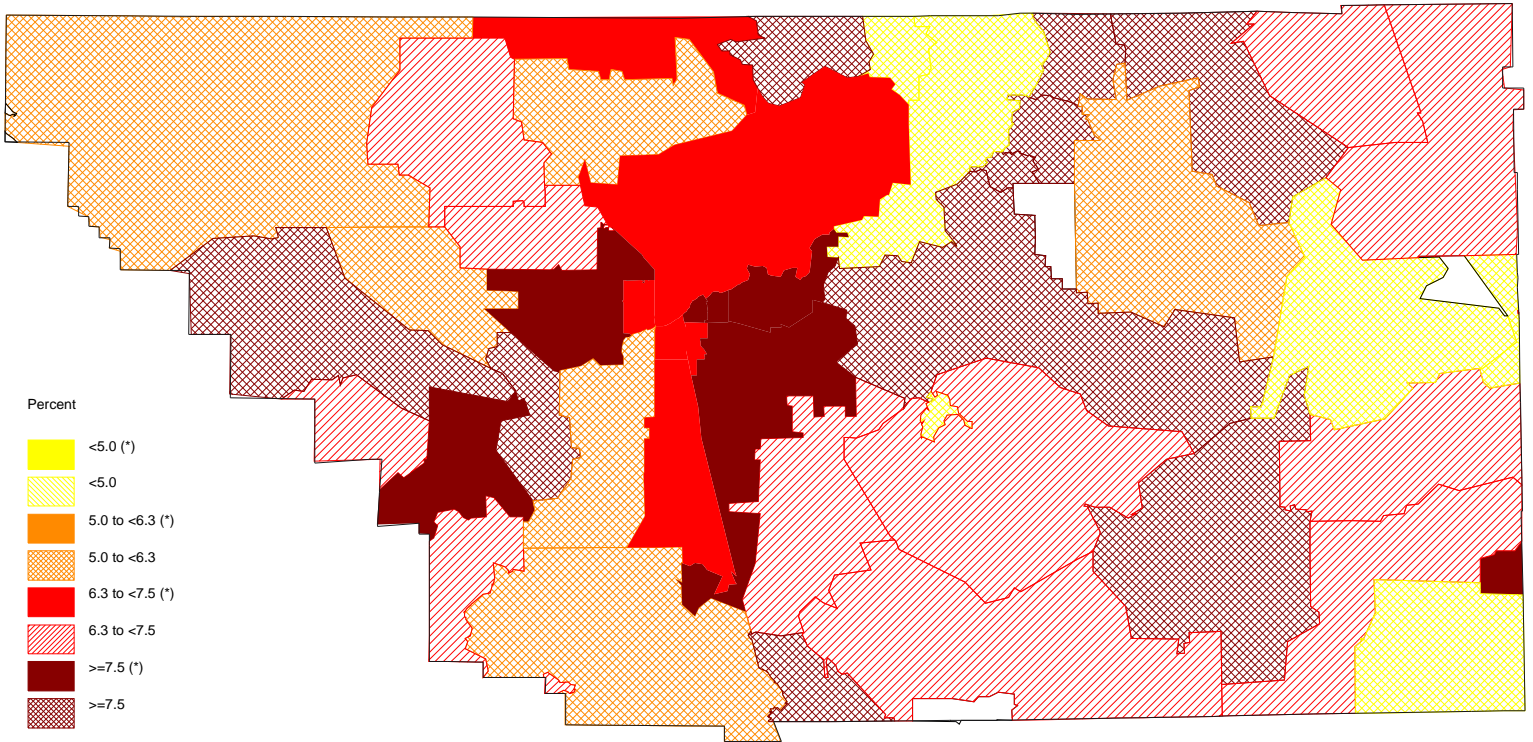 Percent
<5.0 (*)
<5.0
5.0 to <6.3 (*)
5.0 to <6.3
6.3 to <7.5 (*)
6.3 to <7.5
>=7.5 (*)
>=7.5